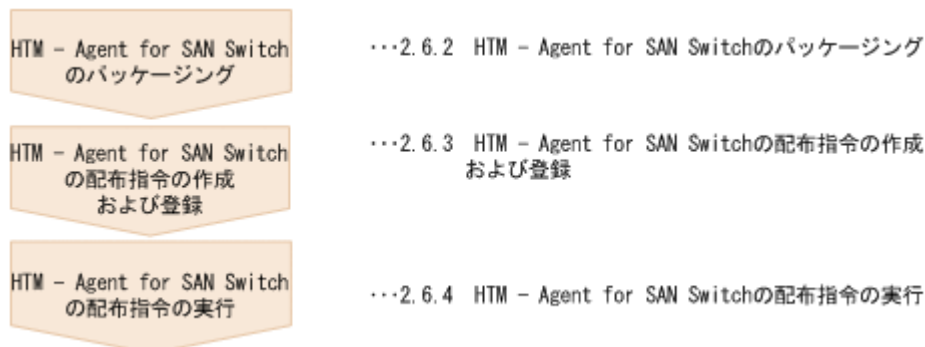 HTM - Agent for SAN Switch
のパッケージング
･･･2.6.2 HTM - Agent for SAN Switchのパッケージング
HTM - Agent for SAN Switch
の配布指令の作成
および登録
･･･2.6.3 HTM - Agent for SAN Switchの配布指令の作成
および登録
HTM - Agent for SAN Switch
の配布指令の実行
･･･2.6.4 HTM - Agent for SAN Switchの配布指令の実行